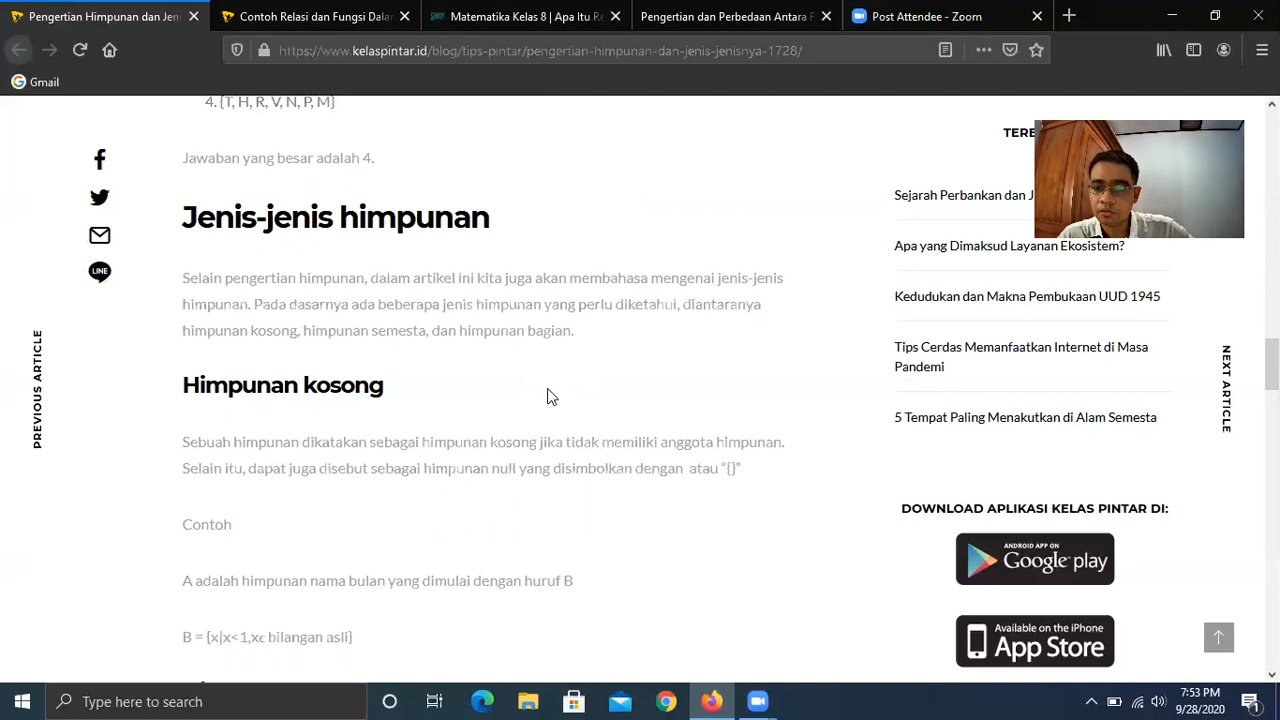 Pengertian Himpunan dan Jen
Contoh Relasi dan Fungsi Dala
Matematika Kelas 8 | Apa Itu Re
Pengertian dan Perbedaan Antara F
Post Attendee - Zoom
https://www.kelaspintar.id/blog/tips-pintar/pengertian-himpunan-dan-jenis-jenisnya-1728/
Gmail
4. {T, H, R, V, N, P, M}
Jawaban yang besar adalah 4.
Jenis-jenis himpunan
Selain pengertian himpunan, dalam artikel ini kita juga akan membahasa mengenai jenis-jenis
himpunan. Pada dasarnya ada beberapa jenis himpunan yang perlu diketahui, diantaranya
himpunan kosong, himpunan semesta, dan himpunan bagian.
Himpunan kosong
Sebuah himpunan dikatakan sebagai himpunan kosong jika tidak memiliki anggota himpunan.
Selain itu, dapat juga disebut sebagai himpunan null yang disimbolkan dengan atau “{}”
Contoh
A adalah himpunan nama bulan yang dimulai dengan huruf B
B = {x|x<1,xє bilangan asli}
LINE
PREVIOUS ARTICLE
TERE
Sejarah Perbankan dan J
Apa yang Dimaksud Layanan Ekosistem?
Kedudukan dan Makna Pembukaan UUD 1945
Tips Cerdas Memanfaatkan Internet di Masa
Pandemi
5 Tempat Paling Menakutkan di Alam Semesta
NEXT ARTICLE
DOWNLOAD APLIKASI KELAS PINTAR DI:
ANDROID APP ON
Google play
Available on the iPhone
App Store
Type here to search
7:53 PM
9/28/2020
1